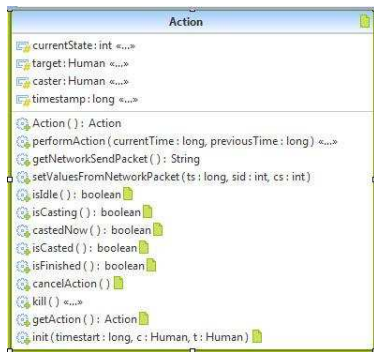 Action
currentState : int «...»
target : Human «...»
caster : Human «...»
timestamp : long «...»
Action ( ) : Action
performAction ( currentTime : long, previousTime : long ) «...»
getNetworkSendPacket ( ) : String
setValuesFromNetworkPacket ( ts : long, sid : int, cs : int )
isIdle ( ) : boolean
isCasting ( ) : boolean
castedNow ( ) : boolean
isCasted ( ) : boolean
isFinished ( ) : boolean
cancelAction ( )
kill ( ) «...»
getAction ( ) : Action
init ( timestart : long, c : Human, t : Human )